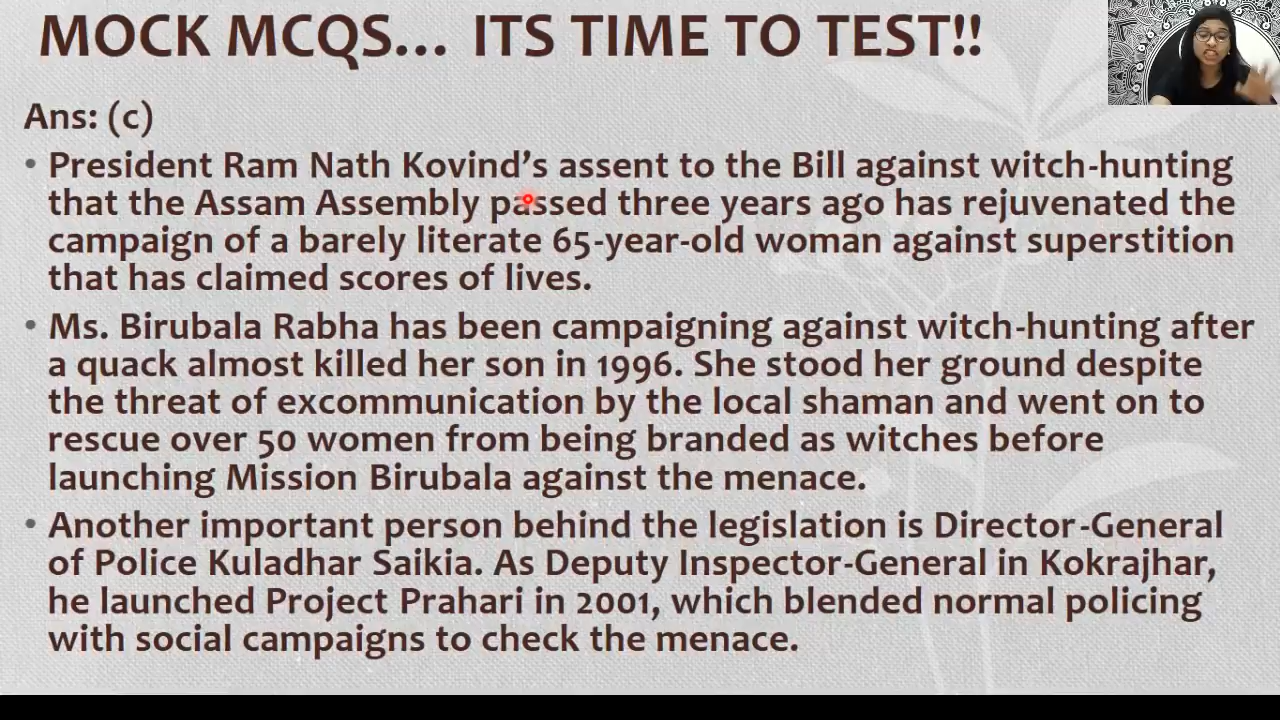 MOCK MCQS... ITS TIME TO TEST!!
Ans: (c)
• President Ram Nath Kovind’s assent to the Bill against witch-hunting
that the Assam Assembly passed three years ago has rejuvenated the
campaign of a barely literate 65-year-old woman against superstition
that has claimed scores of lives.
• Ms. Birubala Rabha has been campaigning against witch-hunting after
a quack almost killed her son in 1996. She stood her ground despite
the threat of excommunication by the local shaman and went on to
rescue over 50 women from being branded as witches before
launching Mission Birubala against the menace.
• Another important person behind the legislation is Director-General
of Police Kuladhar Saikia. As Deputy Inspector-General in Kokrajhar,
he launched Project Prahari in 2001, which blended normal policing
with social campaigns to check the menace.